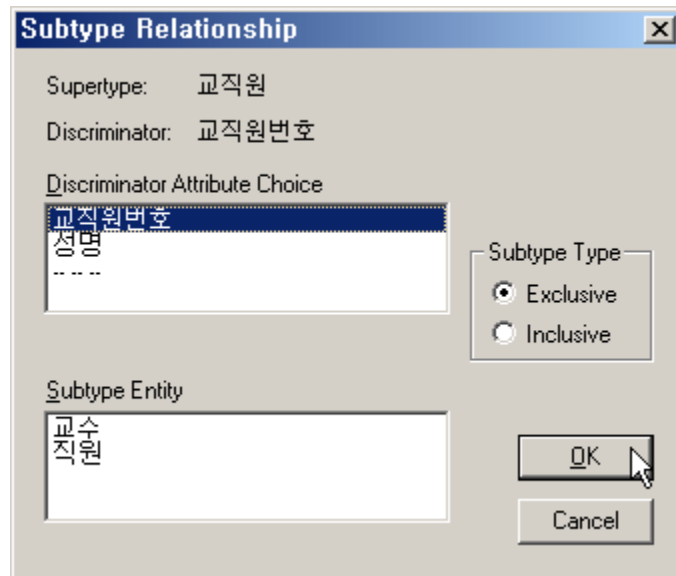 Subtype Relationship
Supertype: 교직원
Discriminator: 교직원번호
Discriminator Attribute Choice
교직원번호
성명
-- -- --
Subtype Type
Exclusive
Inclusive
Subtype Entity
교수
직원
OK
Cancel